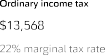 Ordinary income tax
$13,568
22% marginal tax rate